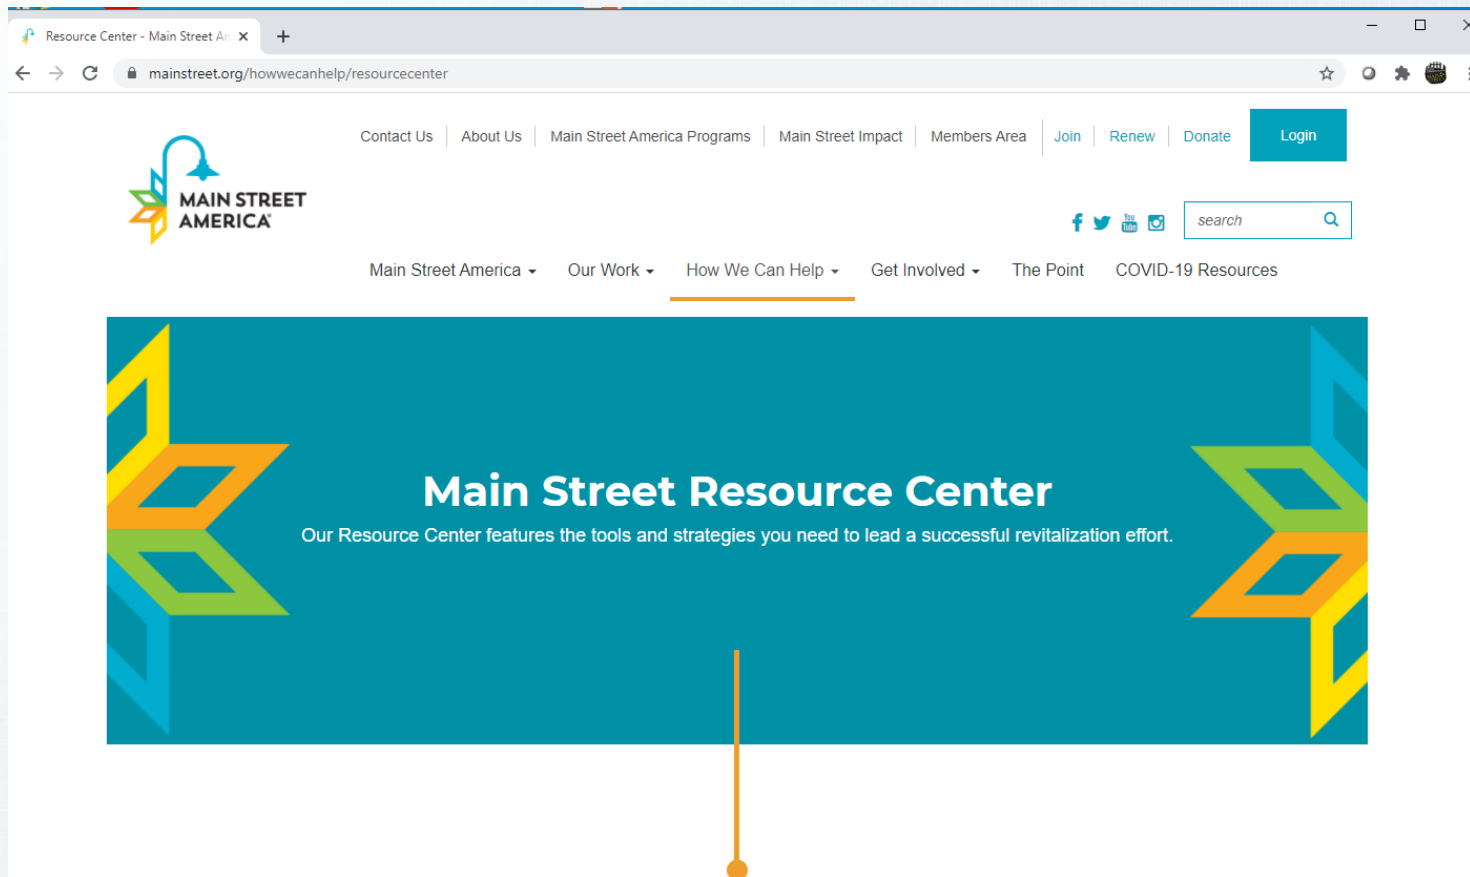 Resource Center - Main Street Am
mainstreet.org/howwecanhelp/resourcecenter
Contact Us
About Us
Main Street America Programs
Main Street Impact
Members Area
Join
Renew
Donate
Login
MAIN STREET
AMERICA
search
Main Street America
Our Work
How We Can Help
Get Involved
The Point
COVID-19 Resources
Main Street Resource Center
Our Resource Center features the tools and strategies you need to lead a successful revitalization effort.